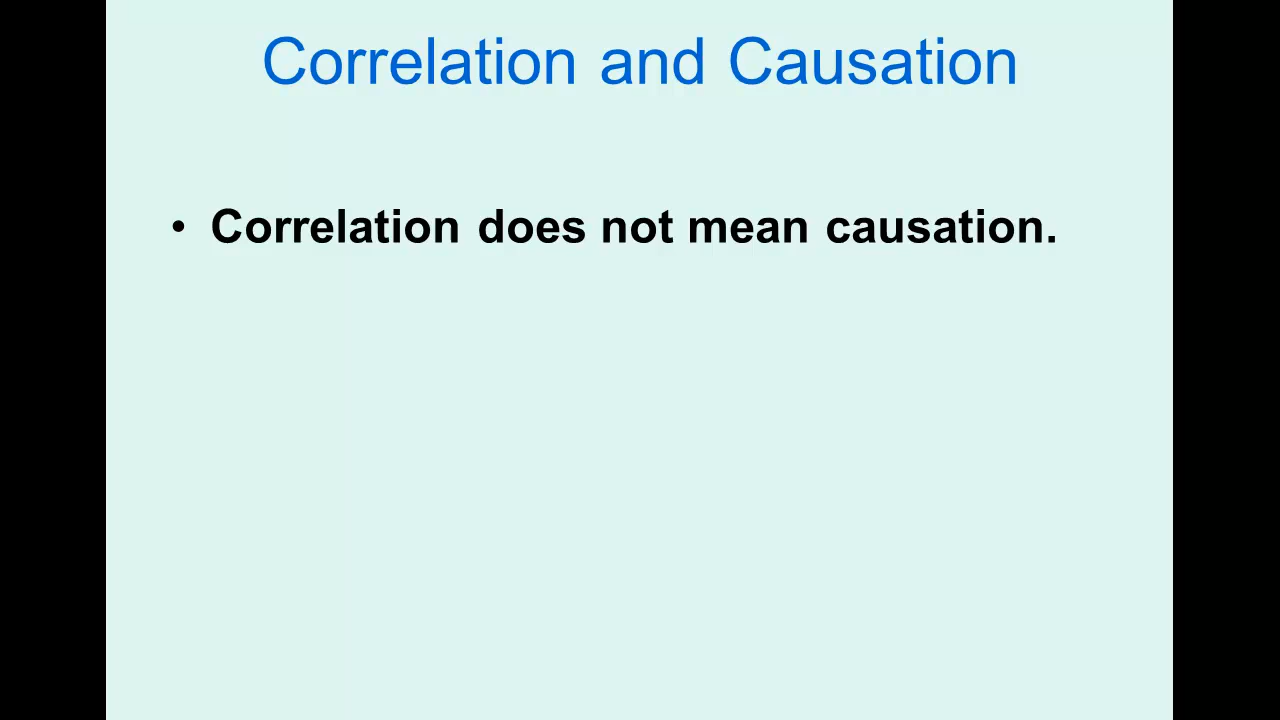 Correlation and Causation
• Correlation does not mean causation.